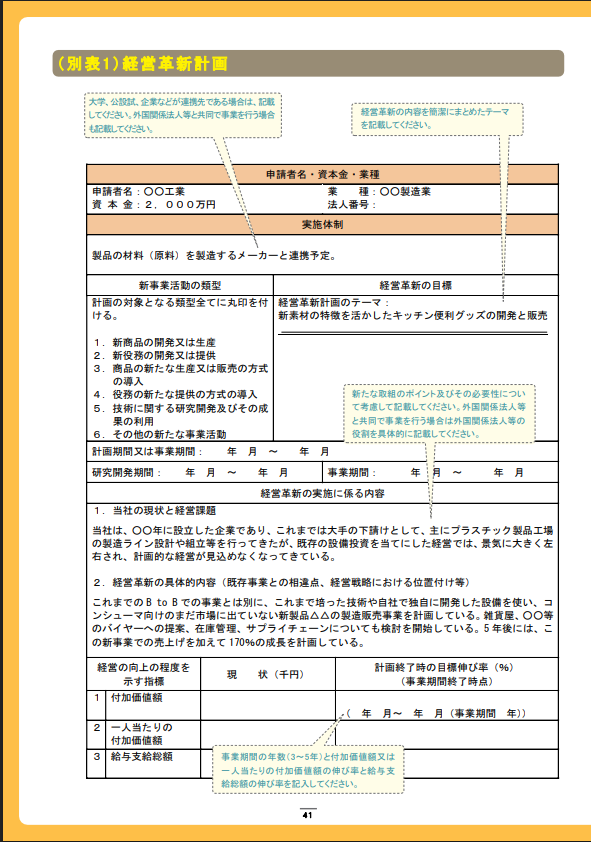 (別表1)経営革新計画
大学、公設試、企業などが連携先である場合は、記載
してください。外国関係法人等と共同で事業を行う場合
も記載してください。
経営革新の内容を簡潔にまとめたテーマ
を記載してください。
申請者名・資本金・業種
申請者名：〇〇工業
業　　種：〇〇製造業
資 本 金：２，０００万円
法人番号：
実施体制
製品の材料（原料）を製造するメーカーと連携予定。
新事業活動の類型
経営革新の目標
計画の対象となる類型全てに丸印を付
ける。
経営革新計画のテーマ：
新素材の特徴を活かしたキッチン便利グッズの開発と販売
１．新商品の開発又は生産
２．新役務の開発又は提供
３．商品の新たな生産又は販売の方式
の導入
４．役務の新たな提供の方式の導入
５．技術に関する研究開発及びその成
果の利用
６．その他の新たな事業活動
新たな取組のポイント及びその必要性につい
て考慮して記載してください。外国関係法人等
と共同で事業を行う場合は外国関係法人等の
役割を具体的に記載してください。
計画期間又は事業期間：　　年　月　～　　年　月
研究開発期間：　　年　月　～　　年　月
事業期間：　　　年　月　～　　　年　月
経営革新の実施に係る内容
１．当社の現状と経営課題
当社は、〇〇年に設立した企業であり、これまでは大手の下請けとして、主にプラスチック製品工場
の製造ライン設計や組立等を行ってきたが、既存の設備投資を当てにした経営では、景気に大きく左
右され、計画的な経営が見込めなくなってきている。
２．経営革新の具体的内容（既存事業との相違点、経営戦略における位置付け等）
これまでのB to Bでの事業とは別に、これまで培った技術や自社で独自に開発した設備を使い、コ
ンシューマ向けのまだ市場に出ていない新製品△△の製造販売事業を計画している。雑貨屋、〇〇等
のバイヤーへの提案、在庫管理、サプライチェーンについても検討を開始している。５年後には、こ
の新事業での売上げを加えて170%の成長を計画している。
経営の向上の程度を
示す指標
現　　状（千円）
計画終了時の目標伸び率（%）
（事業期間終了時点）
1　付加価値額
（　年　月～　年　月（事業期間　年））
2　一人当たりの
付加価値額
3　給与支給総額
事業期間の年数(3～5年)と付加価値額又は
一人当たりの付加価値額の伸び率と給与支
給総額の伸び率を記入してください。
41